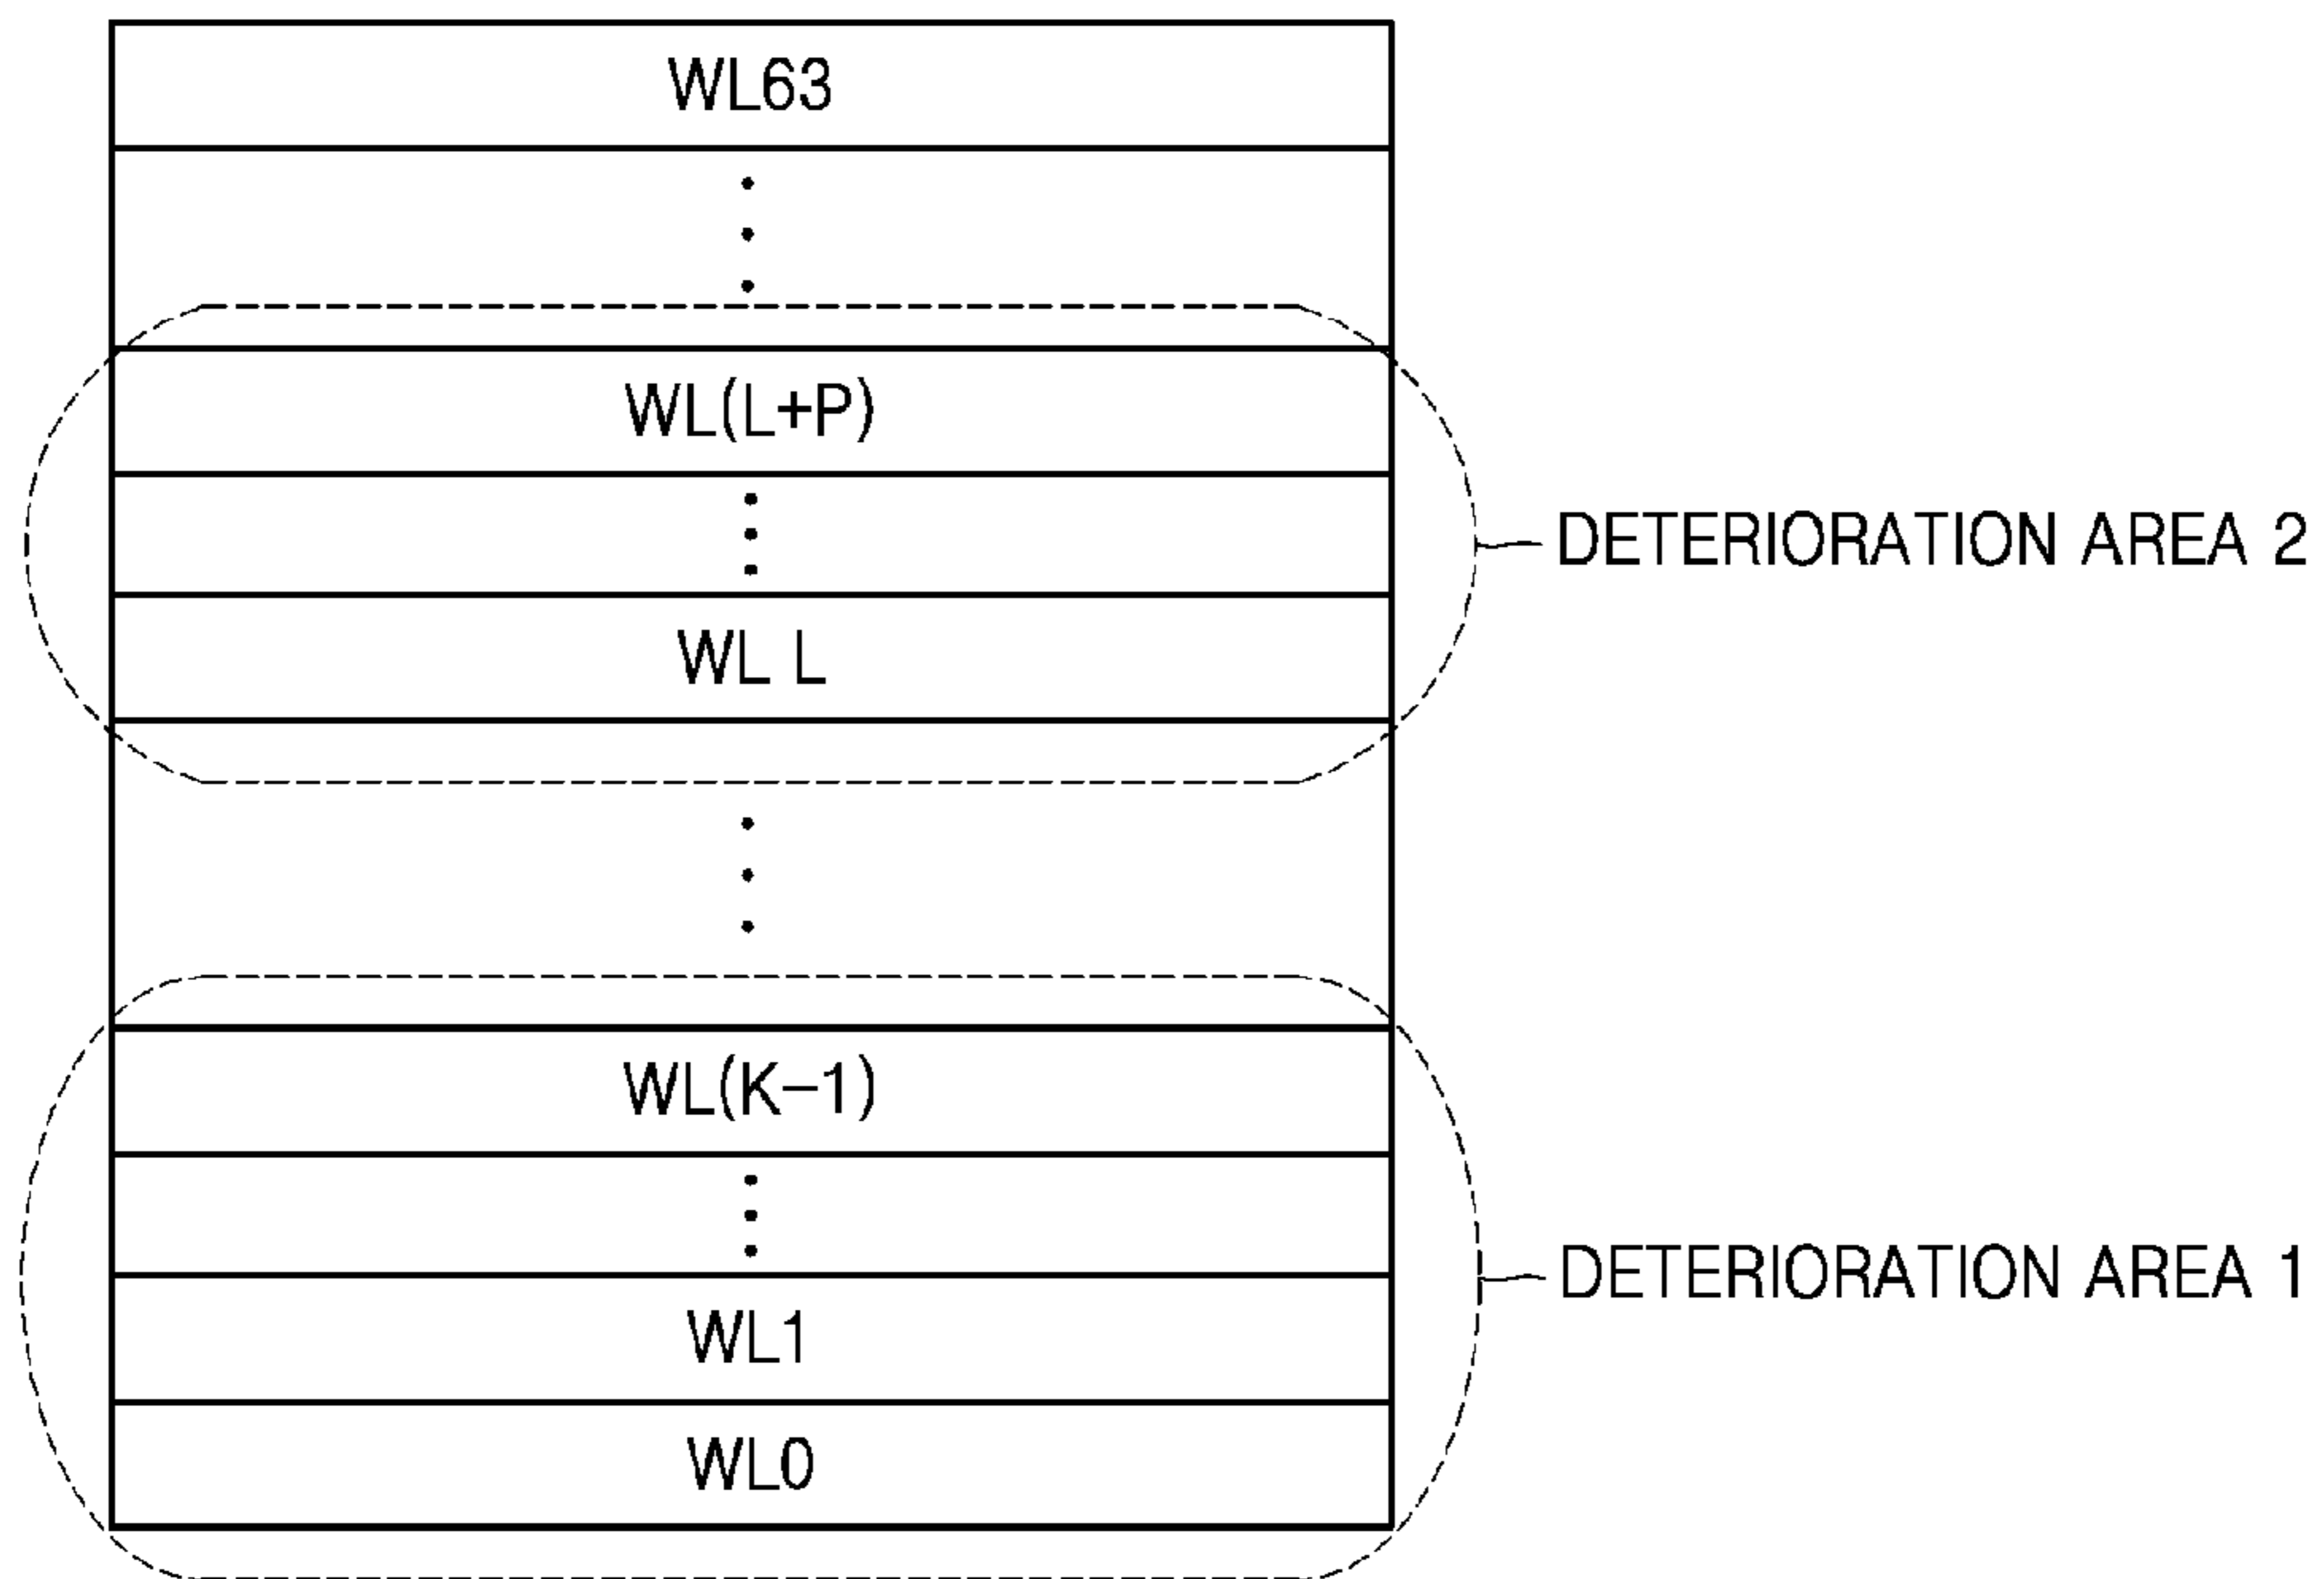 WL63
WL(L+P)
DETERIORATION AREA 2
WL L
WL(K-1)
DETERIORATION AREA 1
WL1
WL0